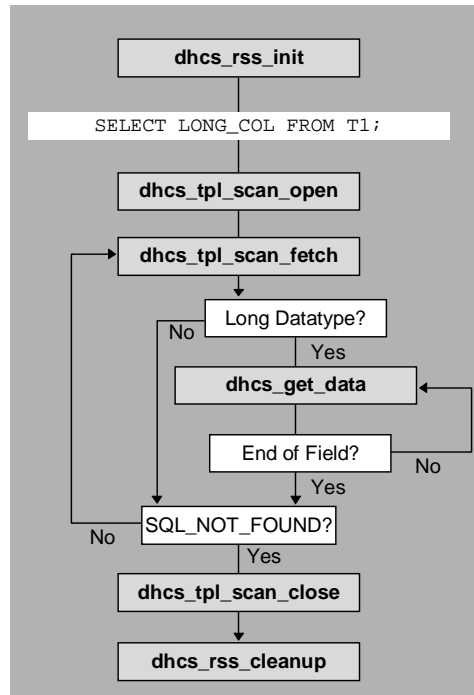 dhcs_rss_init
SELECT LONG_COL FROM T1;
dhcs_tpl_scan_open
dhcs_tpl_scan_fetch
Long Datatype?
No
Yes
dhcs_get_data
End of Field?
No
Yes
SQL_NOT_FOUND?
No
Yes
dhcs_tpl_scan_close
dhcs_rss_cleanup